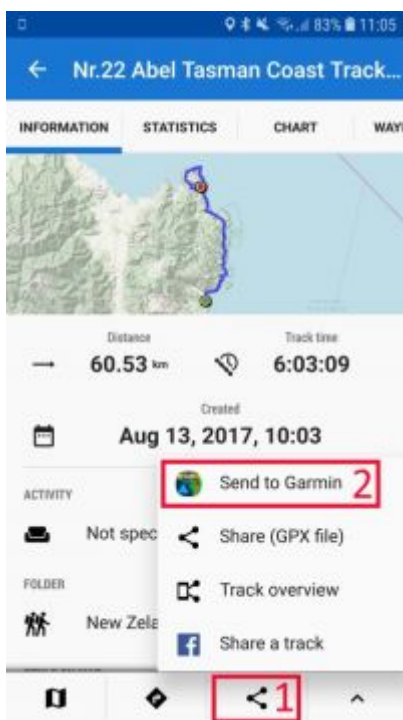 83% 11:05
Nr.22 Abel Tasman Coast Track...
INFORMATION STATISTICS CHART WAY
Distance Track time
60.53 km 6:03:09
Created
Aug 13, 2017, 10:03
Send to Garmin 2
ACTIVITY
Not spec Share (GPX file)
FOLDER Track overview
New Zela
Share a track
1